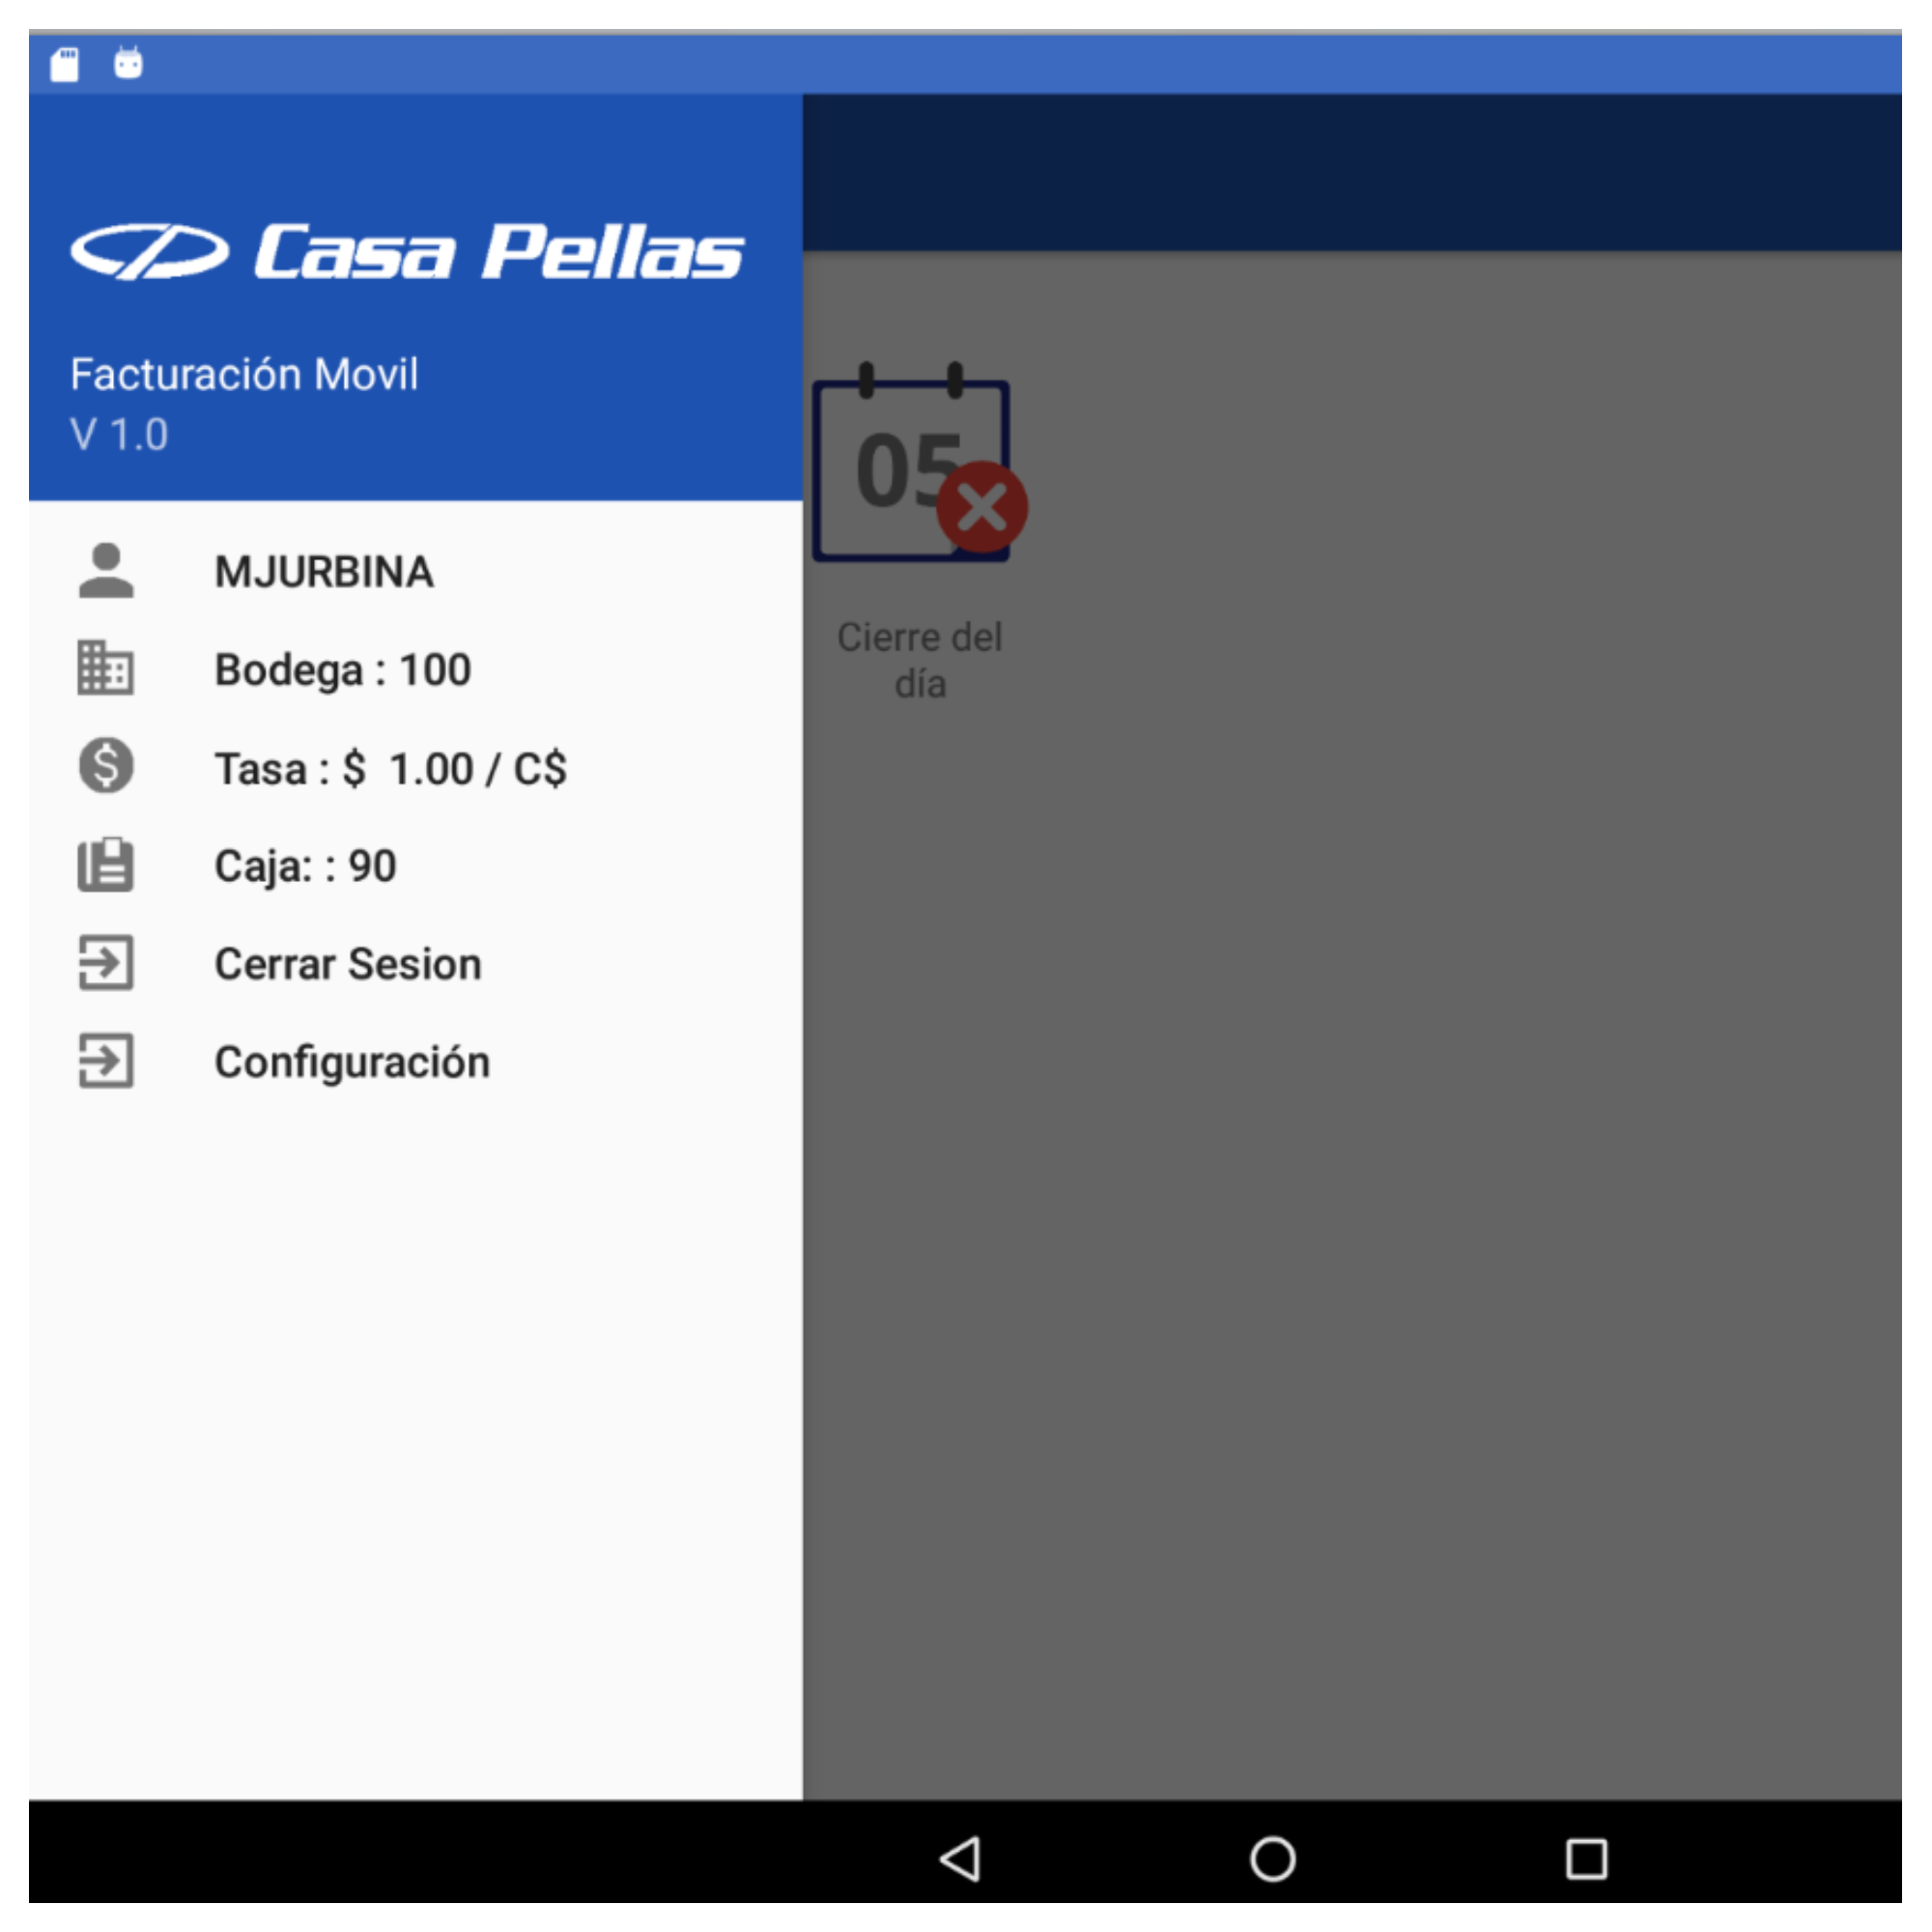 Casa Pellas
Facturación Movil
V 1.0
MJURBINA
Bodega : 100
Tasa : $  1.00 / C$
Caja: : 90
Cerrar Sesion
Configuración
05
Cierre del
día